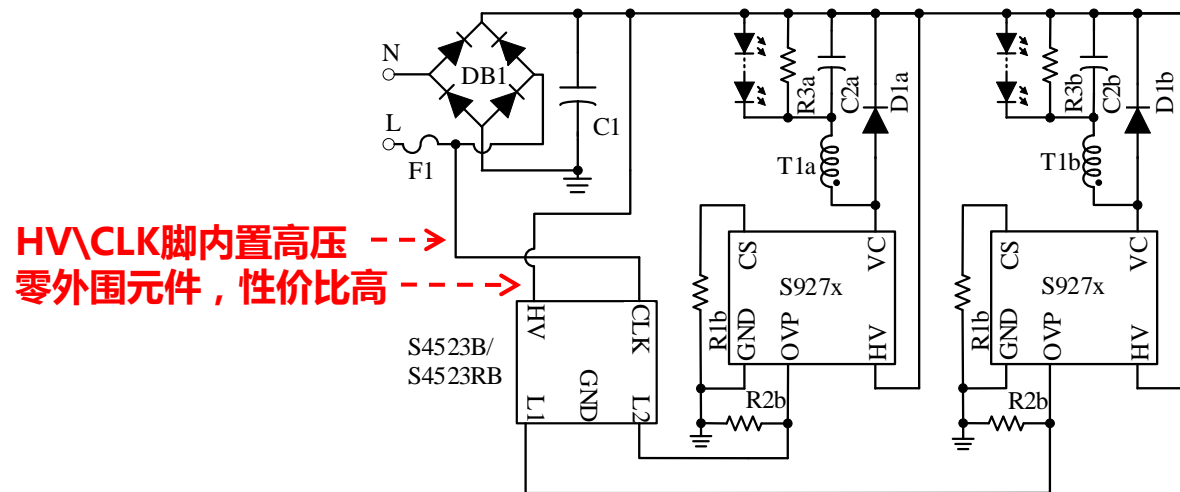 N
DB1
C1
L
F1
R3a
C2a
D1a
T1a
R3b
C2b
D1b
T1b
HV\CLK脚内置高压
零外围元件，性价比高
S4523B/
S4523RB
HV
CLK
GND
L1
L2
CS
VC
S927x
R1b
GND
OVP
HV
R2b
CS
VC
S927x
R1b
GND
OVP
HV
R2b